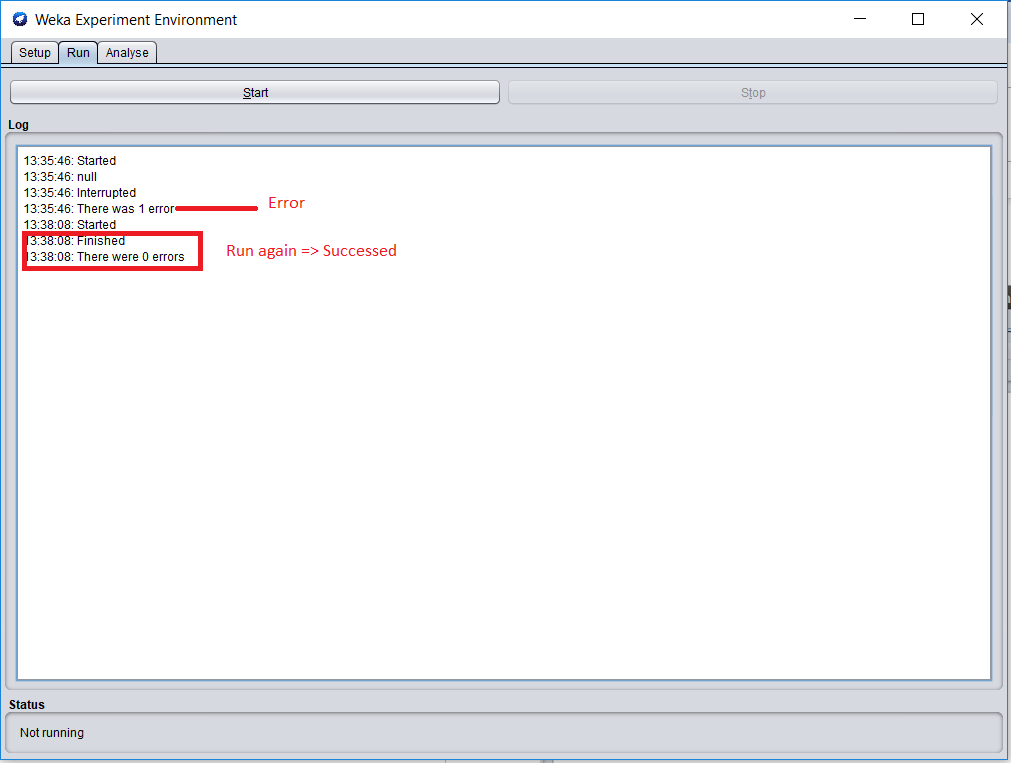 Weka Experiment Environment
Setup Run Analyse
Start Stop
Log
13:35:46: Started
13:35:46: null
13:35:46: Interrupted
13:35:46: There was 1 error Error
13:38:08: Started
13:38:08: Finished
Run again => Successed
13:38:08: There were 0 errors
Status
Not running